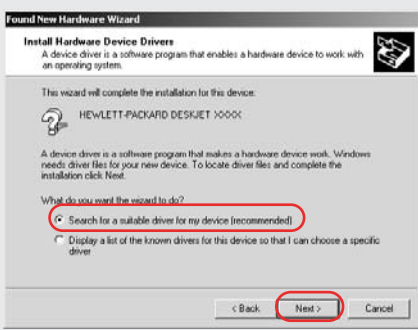 Found New Hardware Wizard
Install Hardware Device Drivers
A device driver is a software program that enables a hardware device to work with
an operating system.
This wizard will complete the installation for this device:
HEWLETT-PACKARD DESKJET XXXX
A device driver is a software program that makes a hardware device work. Windows
needs driver files for your new device. To locate driver files and complete the
installation click Next.
What do you want the wizard to do?
Search for a suitable driver for my device (recommended)
Display a list of the known drivers for this device so that I can choose a specific
driver
< Back
Next >
Cancel